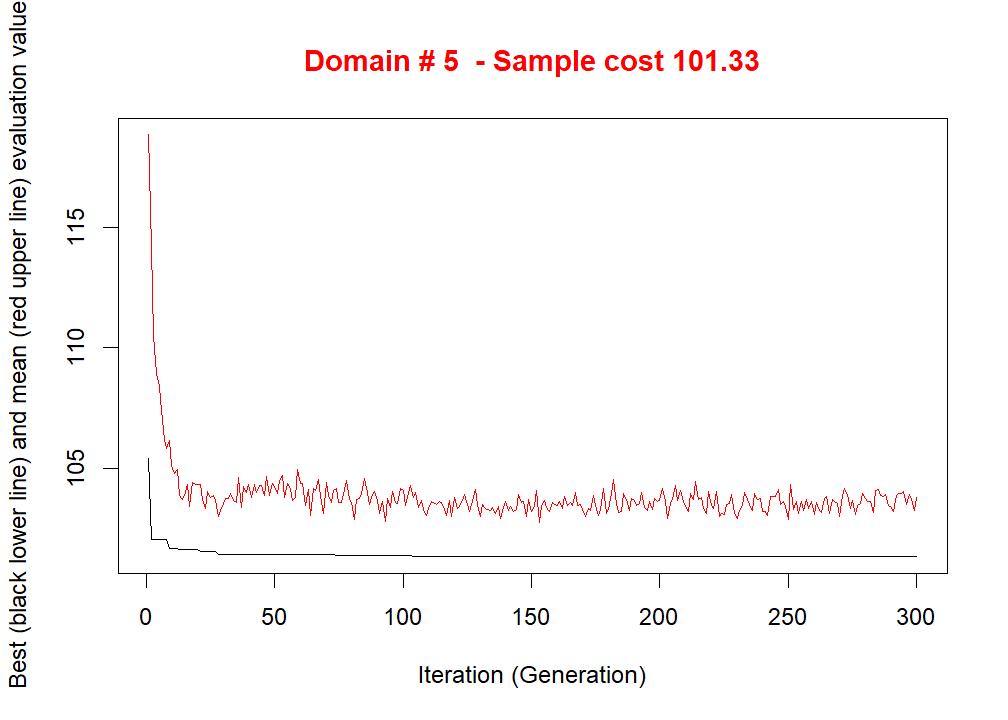 Domain # 5  - Sample cost 101.33
Best (black lower line) and mean (red upper line) evaluation value
115
110
105
0 50 100 150 200 250 300
Iteration (Generation)